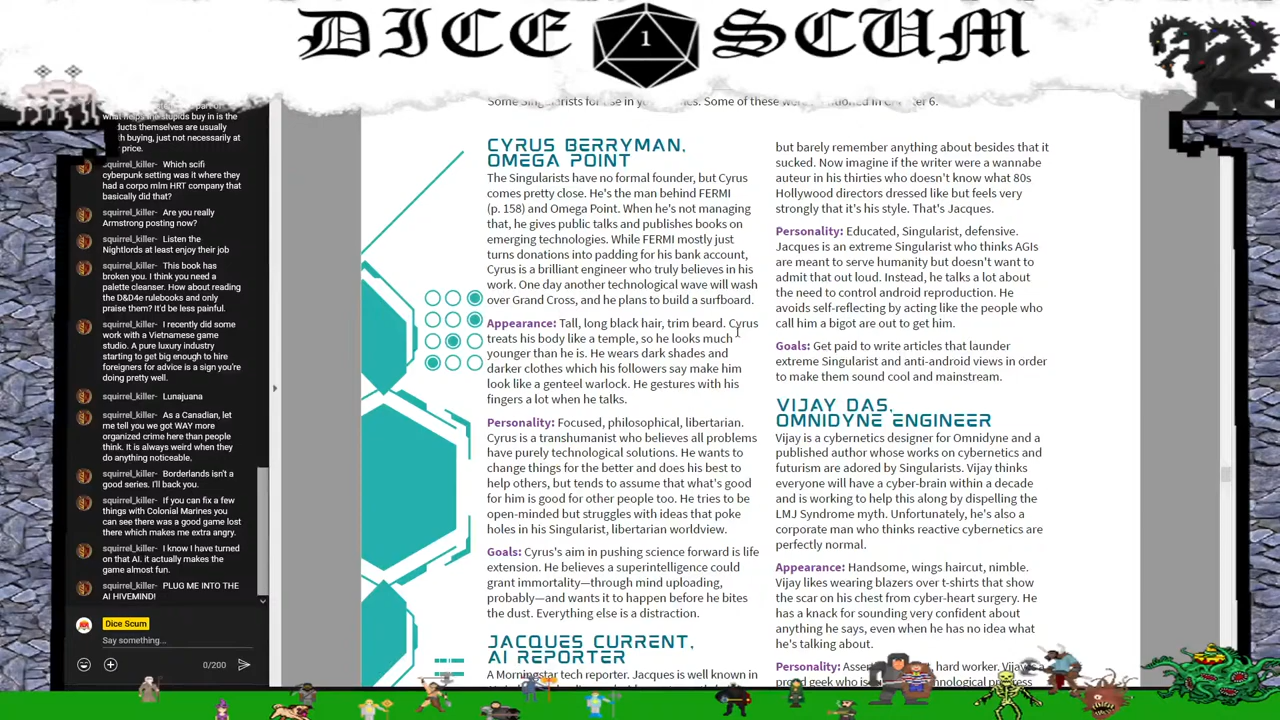 DICE 1 SCUM
what helps the stupids buy in is the
products themselves are usually
worth buying, just not necessarily at
price.
squirrel_killer- Which scifi
cyberpunk setting was it where they
had a corpo mlm HRT company that
basically did that?
squirrel_killer- Are you really
Armstrong posting now?
squirrel_killer- Listen the
Nightlords at least enjoy their job
squirrel_killer- This book has
broken you. I think you need a
palette cleanser. How about reading
the D&D4e rulebooks and only
praise them? It'd be less painful.
squirrel_killer- I recently did some
work with a Vietnamese game
studio. A pure luxury industry
starting to get big enough to hire
foreigners for advice is a sign you're
doing pretty well.
squirrel_killer- Lunajuana
squirrel_killer- As a Canadian, let
me tell you we got WAY more
organized crime here than people
think. It is always weird when they
do anything noticeable.
squirrel_killer- Borderlands isn't a
good series. I'll back you.
squirrel_killer- If you can fix a few
things with Colonial Marines you
can see there was a good game lost
there which makes me extra angry.
squirrel_killer- I know I have turned
on that AI. it actually makes the
game almost fun.
squirrel_killer- PLUG ME INTO THE
AI HIVEMIND!
Dice Scum
Say something...
0/200
Some Singularists for use in your
Some of these
CYRUS BERRYMAN,
OMEGA POINT
The Singularists have no formal founder, but Cyrus
comes pretty close. He's the man behind FERMI
(p. 158) and Omega Point. When he's not managing
that, he gives public talks and publishes books on
emerging technologies. While FERMI mostly just
turns donations into padding for his bank account,
Cyrus is a brilliant engineer who truly believes in his
work. One day another technological wave will wash
over Grand Cross, and he plans to build a surfboard.
Appearance: Tall, long black hair, trim beard. Cyrus
treats his body like a temple, so he looks much
younger than he is. He wears dark shades and
darker clothes which his followers say make him
look like a genteel warlock. He gestures with his
fingers a lot when he talks.
Personality: Focused, philosophical, libertarian.
Cyrus is a transhumanist who believes all problems
have purely technological solutions. He wants to
change things for the better and does his best to
help others, but tends to assume that what's good
for him is good for other people too. He tries to be
open-minded but struggles with ideas that poke
holes in his Singularist, libertarian worldview.
Goals: Cyrus's aim in pushing science forward is life
extension. He believes a superintelligence could
grant immortality—through mind uploading,
probably—and wants it to happen before he bites
the dust. Everything else is a distraction.
JACQUES CURRENT,
AI REPORTER
A Morningstar tech reporter. Jacques is well known in
but barely remember anything about besides that it
sucked. Now imagine if the writer were a wannabe
auteur in his thirties who doesn't know what 80s
Hollywood directors dressed like but feels very
strongly that it's his style. That's Jacques.
Personality: Educated, Singularist, defensive.
Jacques is an extreme Singularist who thinks AGIs
are meant to serve humanity but doesn't want to
admit that out loud. Instead, he talks a lot about
the need to control android reproduction. He
avoids self-reflecting by acting like the people who
call him a bigot are out to get him.
Goals: Get paid to write articles that launder
extreme Singularist and anti-android views in order
to make them sound cool and mainstream.
VIJAY DAS,
OMNIDYNE ENGINEER
Vijay is a cybernetics designer for Omnidyne and a
published author whose works on cybernetics and
futurism are adored by Singularists. Vijay thinks
everyone will have a cyber-brain within a decade
and is working to help this along by dispelling the
LMJ Syndrome myth. Unfortunately, he's also a
corporate man who thinks reactive cybernetics are
perfectly normal.
Appearance: Handsome, wings haircut, nimble.
Vijay likes wearing blazers over t-shirts that show
the scar on his chest from cyber-heart surgery. He
has a knack for sounding very confident about
anything he says, even when he has no idea what
he's talking about.
Personality: hard worker. Vijay